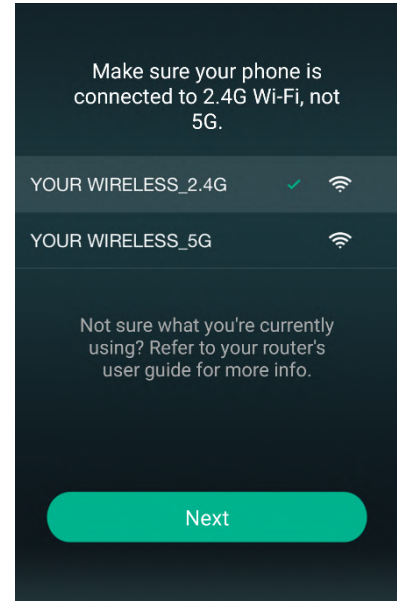 Make sure your phone is
connected to 2.4G Wi-Fi, not
5G.
YOUR WIRELESS_2.4G
YOUR WIRELESS_5G
Not sure what you're currently
using? Refer to your router's
user guide for more info.
Next